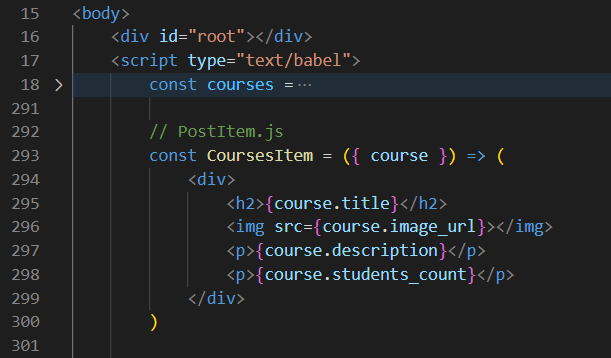 15 <body>
16 <div id="root"></div>
17 <script type="text/babel">
18 const courses =···
291
292 // PostItem.js
293 const CoursesItem = ({ course }) => (
294 <div>
295 <h2>{course.title}</h2>
296 <img src={course.image_url}></img>
297 <p>{course.description}</p>
298 <p>{course.students_count}</p>
299 </div>
300 )
301